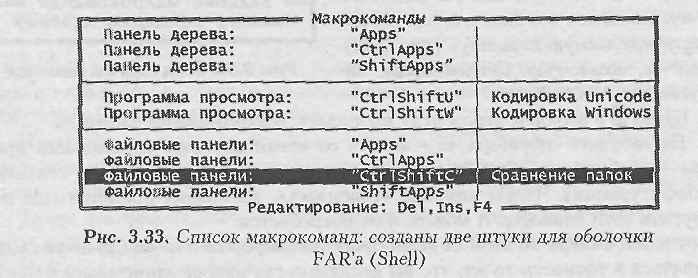 Макрокоманды
Панель дерева: "Apps"
Панель дерева: "CtrlApps"
Панель дерева: "ShiftApps"
Программа просмотра: "CtrlShiftU" Кодировка Unicode
Программа просмотра: "CtrlShiftW" Кодировка Windows
Файловые панели: "Apps"
Файловые панели: "CtrlApps"
Файловые панели: "CtrlShiftC" Сравнение папок
Файловые панели: "ShiftApps"
Редактирование: Del,Ins,F4
Рис. 3.33. Список макрокоманд: созданы две штуки для оболочки
FAR'a (Shell)